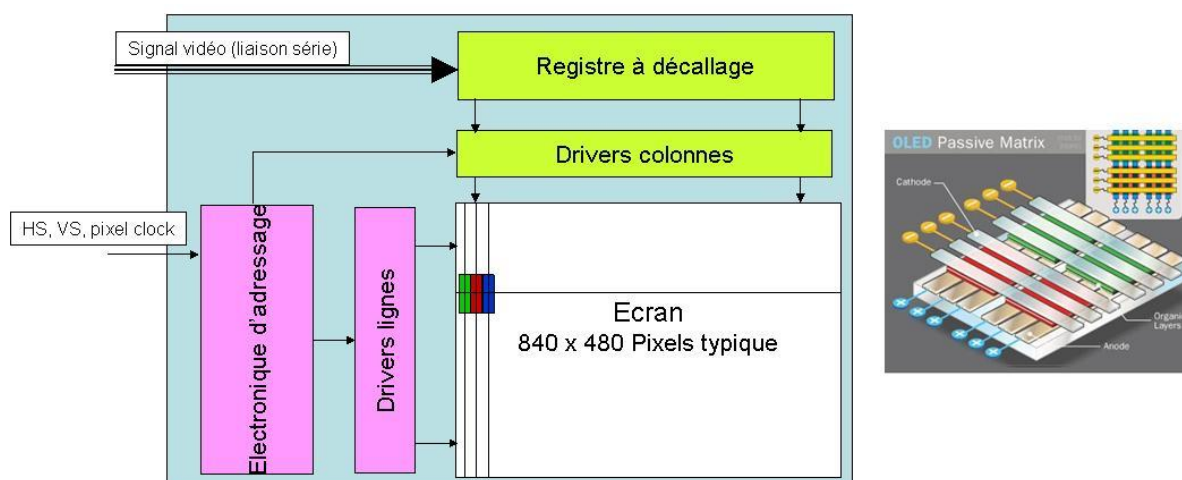 Signal vidéo (liaison série)
Registre à décallage
Drivers colonnes
HS, VS, pixel clock
Electronique d'adressage
Drivers lignes
Ecran
840 x 480 Pixels typique
OLED Passive Matrix
Cathode
Organic
Layers
Anode